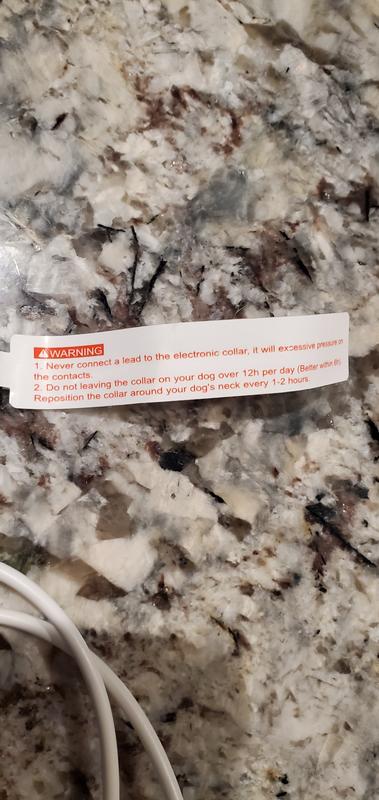 WARNING
1. Never connect a lead to the electronic collar, it will excessive pressure on
the contacts.
2. Do not leaving the collar on your dog over 12h per day (Better within 6h).
Reposition the collar around your dog's neck every 1-2 hours.